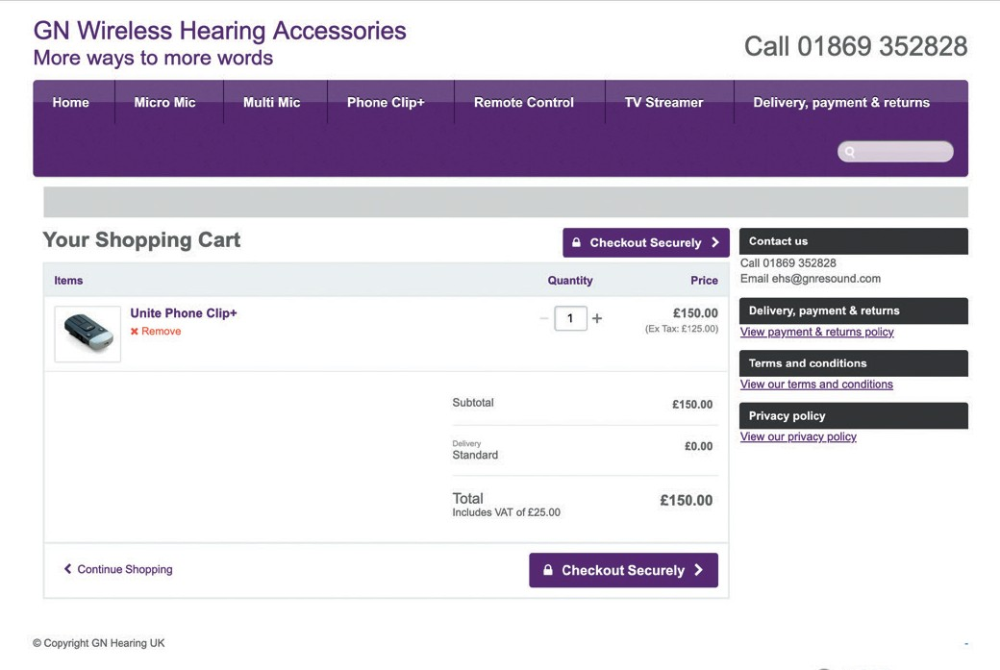 GN Wireless Hearing Accessories
More ways to more words
Call 01869 352828
Home Micro Mic Multi Mic Phone Clip+ Remote Control TV Streamer Delivery, payment & returns
Your Shopping Cart
Checkout Securely
Items Quantity Price
Unite Phone Clip+
Remove
1
£150.00
(Ex Tax: £125.00)
Subtotal £150.00
Delivery
Standard £0.00
Total £150.00
Includes VAT of £25.00
Continue Shopping
Checkout Securely
Contact us
Call 01869 352828
Email ehs@gnresound.com
Delivery, payment & returns
View payment & returns policy
Terms and conditions
View our terms and conditions
Privacy policy
View our privacy policy
© Copyright GN Hearing UK